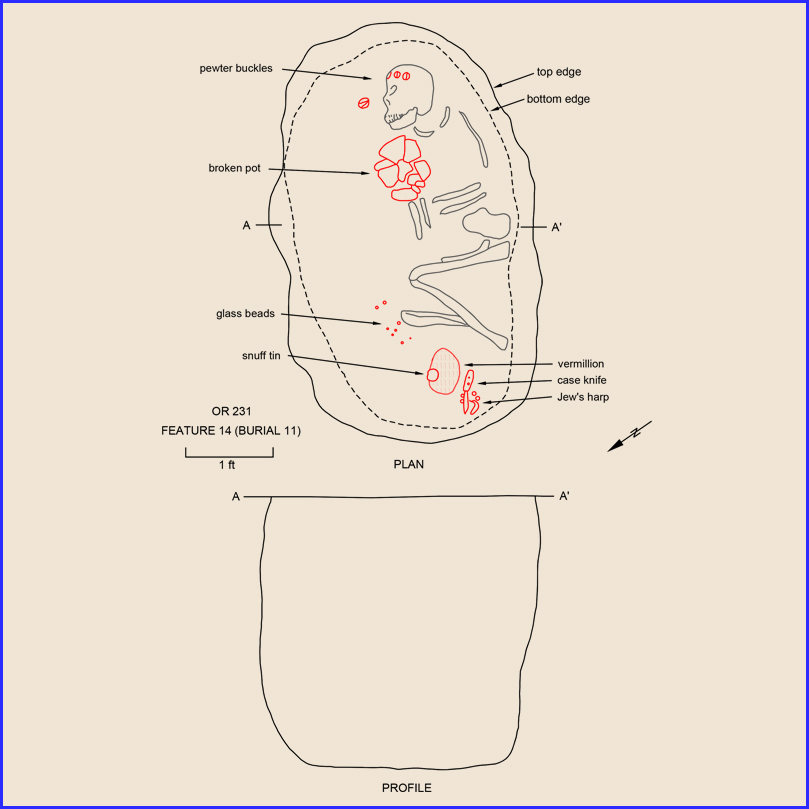 pewter buckles
top edge
bottom edge
broken pot
A
A'
glass beads
snuff tin
vermillion
case knife
Jew's harp
OR 231
FEATURE 14 (BURIAL 11)
1 ft
PLAN
N
A
A'
PROFILE